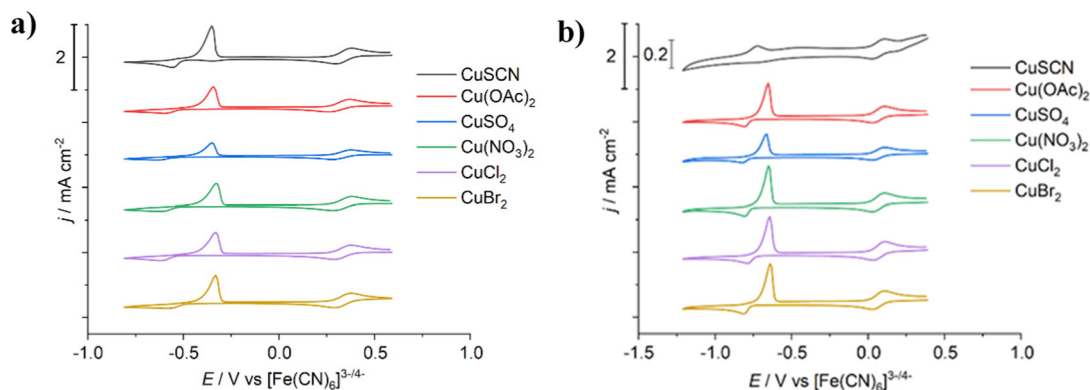 a)
2
j / mA cm-2
CuSCN
Cu(OAc)2
CuSO4
Cu(NO3)2
CuCl2
CuBr2
-1.0 -0.5 0.0 0.5 1.0
E / V vs [Fe(CN)6]3-/4-
b)
2
0.2
j / mA cm-2
CuSCN
Cu(OAc)2
CuSO4
Cu(NO3)2
CuCl2
CuBr2
-1.5 -1.0 -0.5 0.0 0.5 1.0
E / V vs [Fe(CN)6]3-/4-